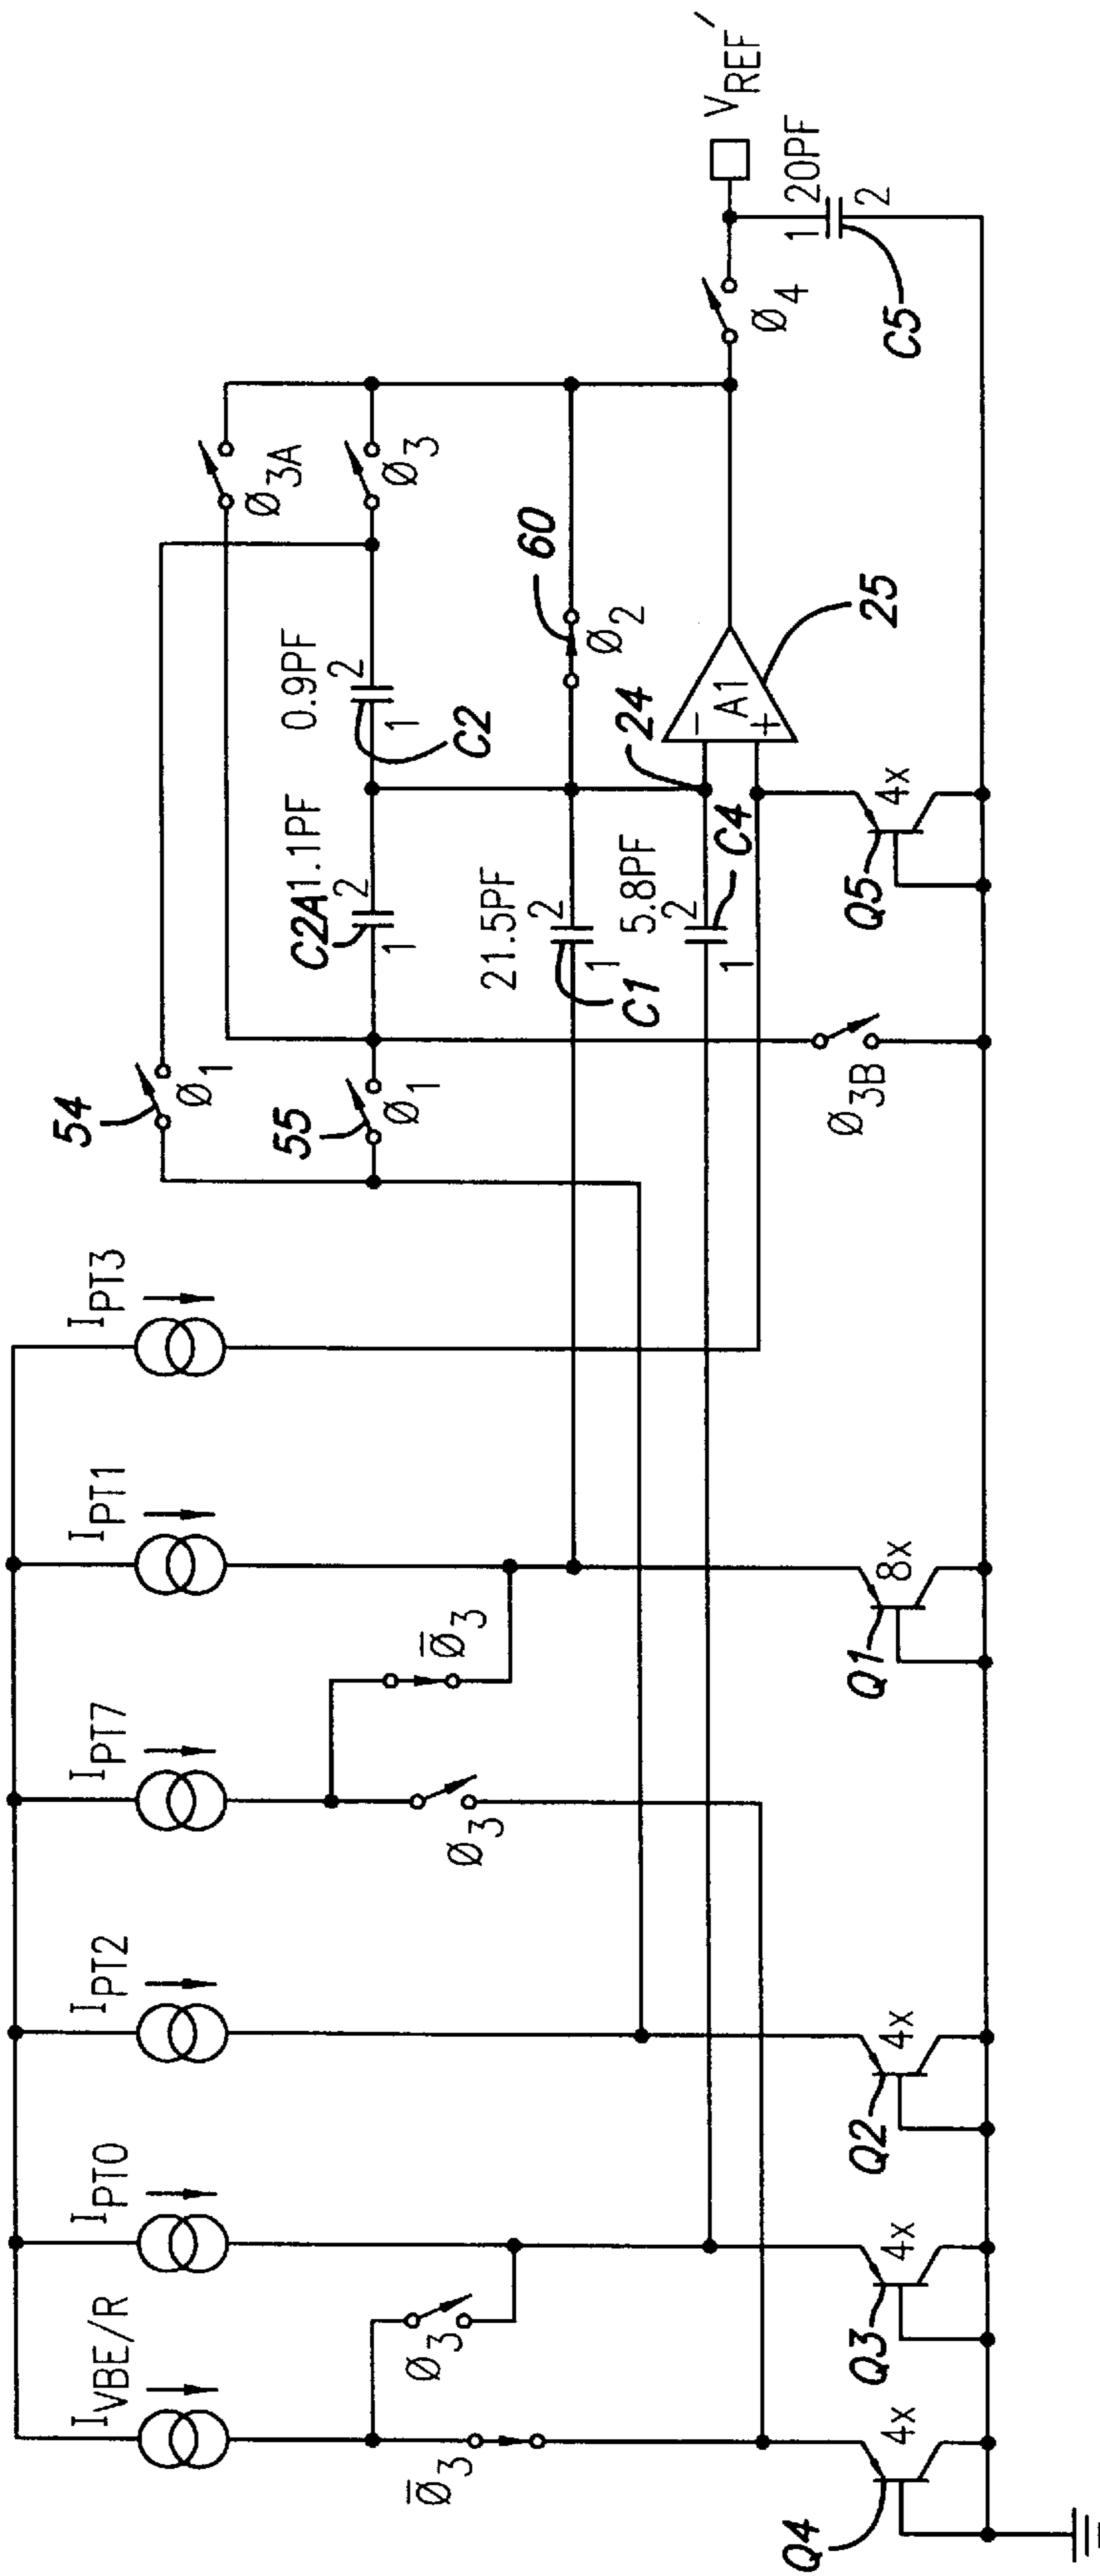 I_VBE/R
I_PT0
I_PT2
I_PT7
I_PT1
I_PT3
54
Ø1
55
Ø1
Ø3A
Ø3
C2A
1.1PF
1
2
C2
0.9PF
1
2
60
Ø2
21.5PF
1
2
C1
24
5.8PF
1
2
C4
A1
−
+
25
Ø4
V_REF'
1
20PF
2
C5
Ø3
Ø̅3
Ø̅3
Ø3
Ø3B
Q4
4x
Q3
4x
Q2
4x
Q1
8x
Q5
4x